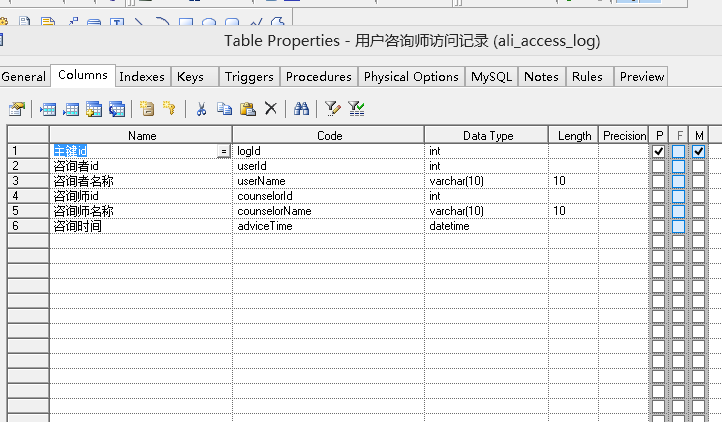 Table Properties - 用户咨询师访问记录 (ali_access_log)
General Columns Indexes Keys Triggers Procedures Physical Options MySQL Notes Rules Preview
Name Code Data Type Length Precision P F M
1 主键id = logId int
2 咨询者id userId int
3 咨询者名称 userName varchar(10) 10
4 咨询师id counselorId int
5 咨询师名称 counselorName varchar(10) 10
6 咨询时间 adviceTime datetime